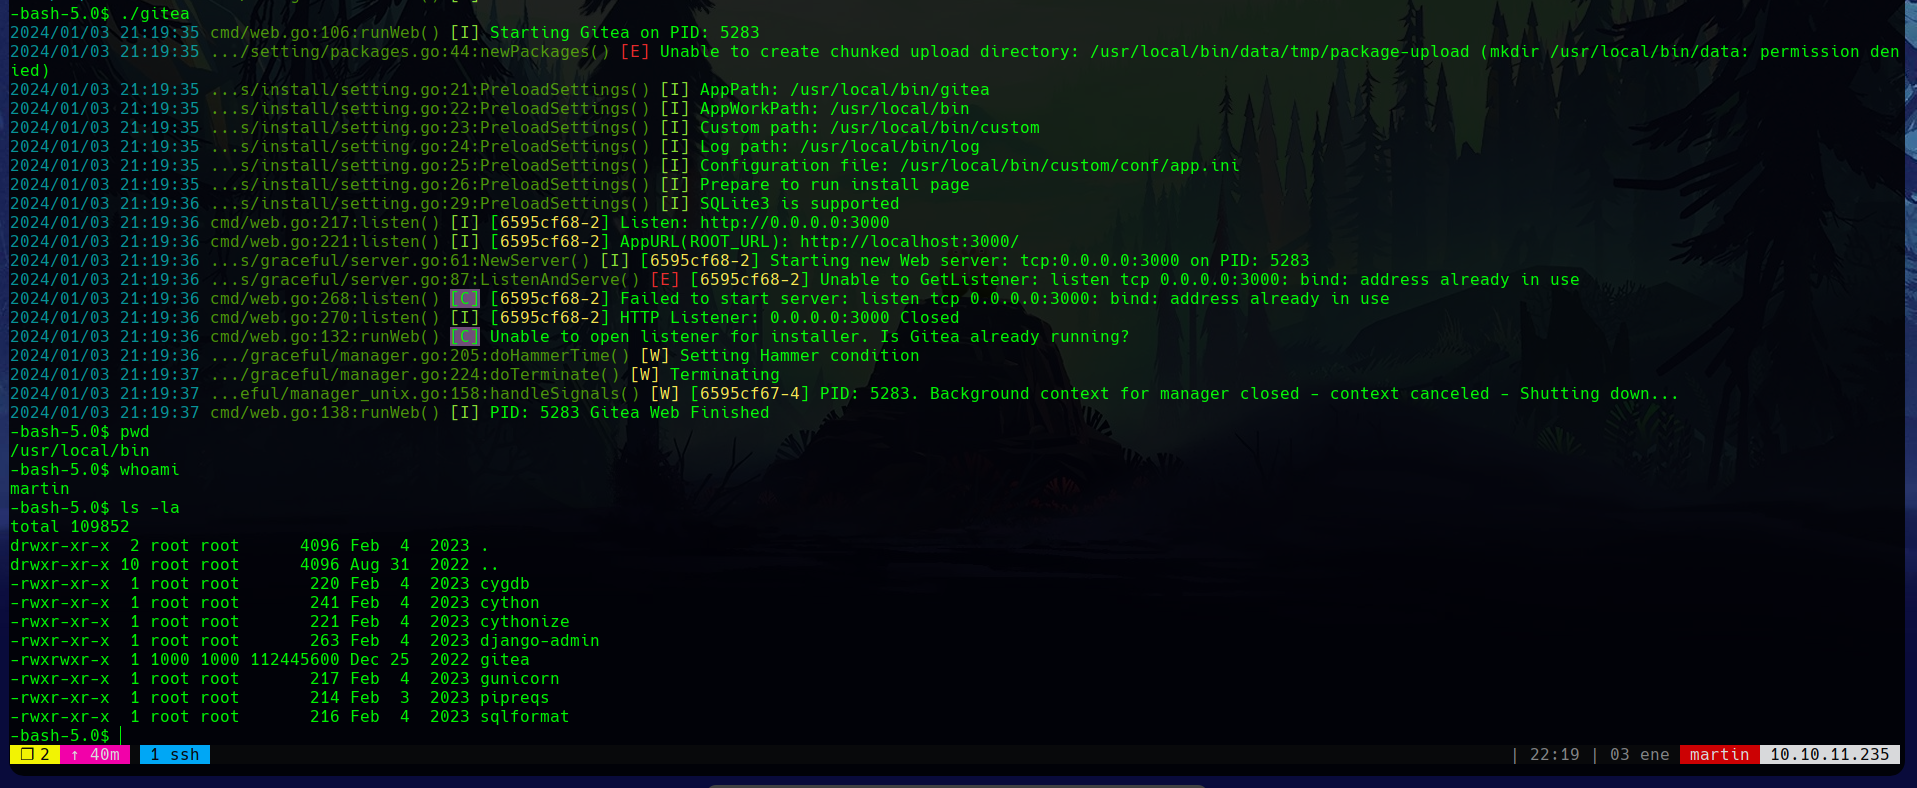 -bash-5.0$ ./gitea
2024/01/03 21:19:35 cmd/web.go:106:runWeb() [I] Starting Gitea on PID: 5283
2024/01/03 21:19:35 .../setting/packages.go:44:newPackages() [E] Unable to create chunked upload directory: /usr/local/bin/data/tmp/package-upload (mkdir /usr/local/bin/data: permission den
ied)
2024/01/03 21:19:35 ...s/install/setting.go:21:PreloadSettings() [I] AppPath: /usr/local/bin/gitea
2024/01/03 21:19:35 ...s/install/setting.go:22:PreloadSettings() [I] AppWorkPath: /usr/local/bin
2024/01/03 21:19:35 ...s/install/setting.go:23:PreloadSettings() [I] Custom path: /usr/local/bin/custom
2024/01/03 21:19:35 ...s/install/setting.go:24:PreloadSettings() [I] Log path: /usr/local/bin/log
2024/01/03 21:19:35 ...s/install/setting.go:25:PreloadSettings() [I] Configuration file: /usr/local/bin/custom/conf/app.ini
2024/01/03 21:19:35 ...s/install/setting.go:26:PreloadSettings() [I] Prepare to run install page
2024/01/03 21:19:36 ...s/install/setting.go:29:PreloadSettings() [I] SQLite3 is supported
2024/01/03 21:19:36 cmd/web.go:217:listen() [I] [6595cf68-2] Listen: http://0.0.0.0:3000
2024/01/03 21:19:36 cmd/web.go:221:listen() [I] [6595cf68-2] AppURL(ROOT_URL): http://localhost:3000/
2024/01/03 21:19:36 ...s/graceful/server.go:61:NewServer() [I] [6595cf68-2] Starting new Web server: tcp:0.0.0.0:3000 on PID: 5283
2024/01/03 21:19:36 ...s/graceful/server.go:87:ListenAndServe() [E] [6595cf68-2] Unable to GetListener: listen tcp 0.0.0.0:3000: bind: address already in use
2024/01/03 21:19:36 cmd/web.go:268:listen() [C] [6595cf68-2] Failed to start server: listen tcp 0.0.0.0:3000: bind: address already in use
2024/01/03 21:19:36 cmd/web.go:270:listen() [I] [6595cf68-2] HTTP Listener: 0.0.0.0:3000 Closed
2024/01/03 21:19:36 cmd/web.go:132:runWeb() [C] Unable to open listener for installer. Is Gitea already running?
2024/01/03 21:19:36 .../graceful/manager.go:205:doHammerTime() [W] Setting Hammer condition
2024/01/03 21:19:37 .../graceful/manager.go:224:doTerminate() [W] Terminating
2024/01/03 21:19:37 ...eful/manager_unix.go:158:handleSignals() [W] [6595cf67-4] PID: 5283. Background context for manager closed - context canceled - Shutting down...
2024/01/03 21:19:37 cmd/web.go:138:runWeb() [I] PID: 5283 Gitea Web Finished
-bash-5.0$ pwd
/usr/local/bin
-bash-5.0$ whoami
martin
-bash-5.0$ ls -la
total 109852
drwxr-xr-x  2 root root      4096 Feb  4  2023 .
drwxr-xr-x 10 root root      4096 Aug 31  2022 ..
-rwxr-xr-x  1 root root       220 Feb  4  2023 cygdb
-rwxr-xr-x  1 root root       241 Feb  4  2023 cython
-rwxr-xr-x  1 root root       221 Feb  4  2023 cythonize
-rwxr-xr-x  1 root root       263 Feb  4  2023 django-admin
-rwxrwxr-x  1 1000 1000 112445600 Dec 25  2022 gitea
-rwxr-xr-x  1 root root       217 Feb  4  2023 gunicorn
-rwxr-xr-x  1 root root       214 Feb  3  2023 pipreqs
-rwxr-xr-x  1 root root       216 Feb  4  2023 sqlformat
-bash-5.0$
❐ 2 ↑ 40m 1 ssh | 22:19 | 03 ene martin 10.10.11.235